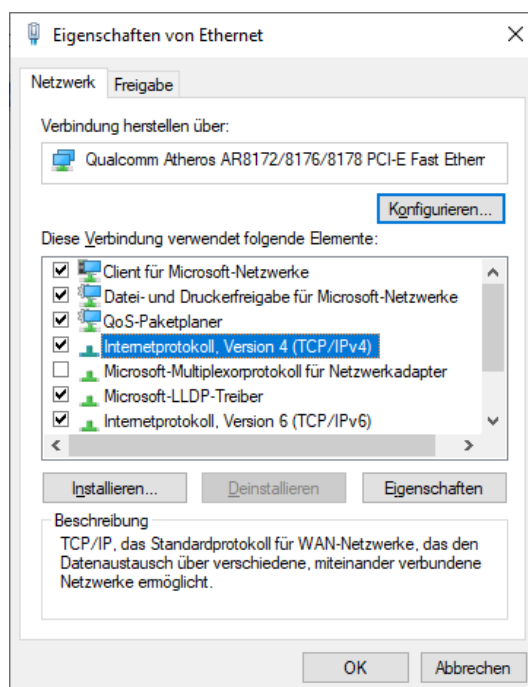 Eigenschaften von Ethernet
Netzwerk
Freigabe
Verbindung herstellen über:
Qualcomm Atheros AR8172/8176/8178 PCI-E Fast
Konfigurieren...
Diese Verbindung verwendet folgende Elemente:
Client für Microsoft-Netzwerke
Datei- und Druckerfreigabe für Microsoft-Netzwerke
QoS-Paketplaner
Internetprotokoll, Version 4 (TCP/IPv4)
Microsoft-Multiplexorprotokoll für Netzwerkadapter
Microsoft-LLDP-Treiber
Internetprotokoll, Version 6 (TCP/IPv6)
Installieren...
Deinstallieren
Eigenschaften
Beschreibung
TCP/IP, das Standardprotokoll für WAN-Netzwerke, das den
Datenaustausch über verschiedene, miteinander verbundene
Netzwerke ermöglicht.
OK
Abbrechen